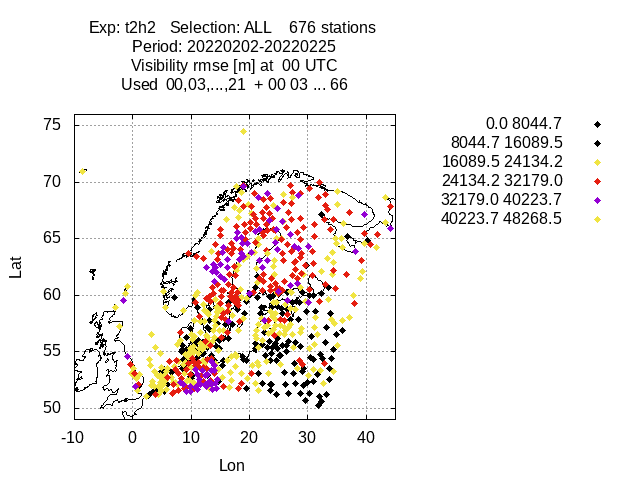 Exp: t2h2 Selection: ALL 676 stations
Period: 20220202-20220225
Visibility rmse [m] at 00 UTC
Used 00,03,...,21 + 00 03 ... 66
75
70
65
60
55
50
-10 0 10 20 30 40
Lat
Lon
0.0 8044.7
8044.7 16089.5
16089.5 24134.2
24134.2 32179.0
32179.0 40223.7
40223.7 48268.5